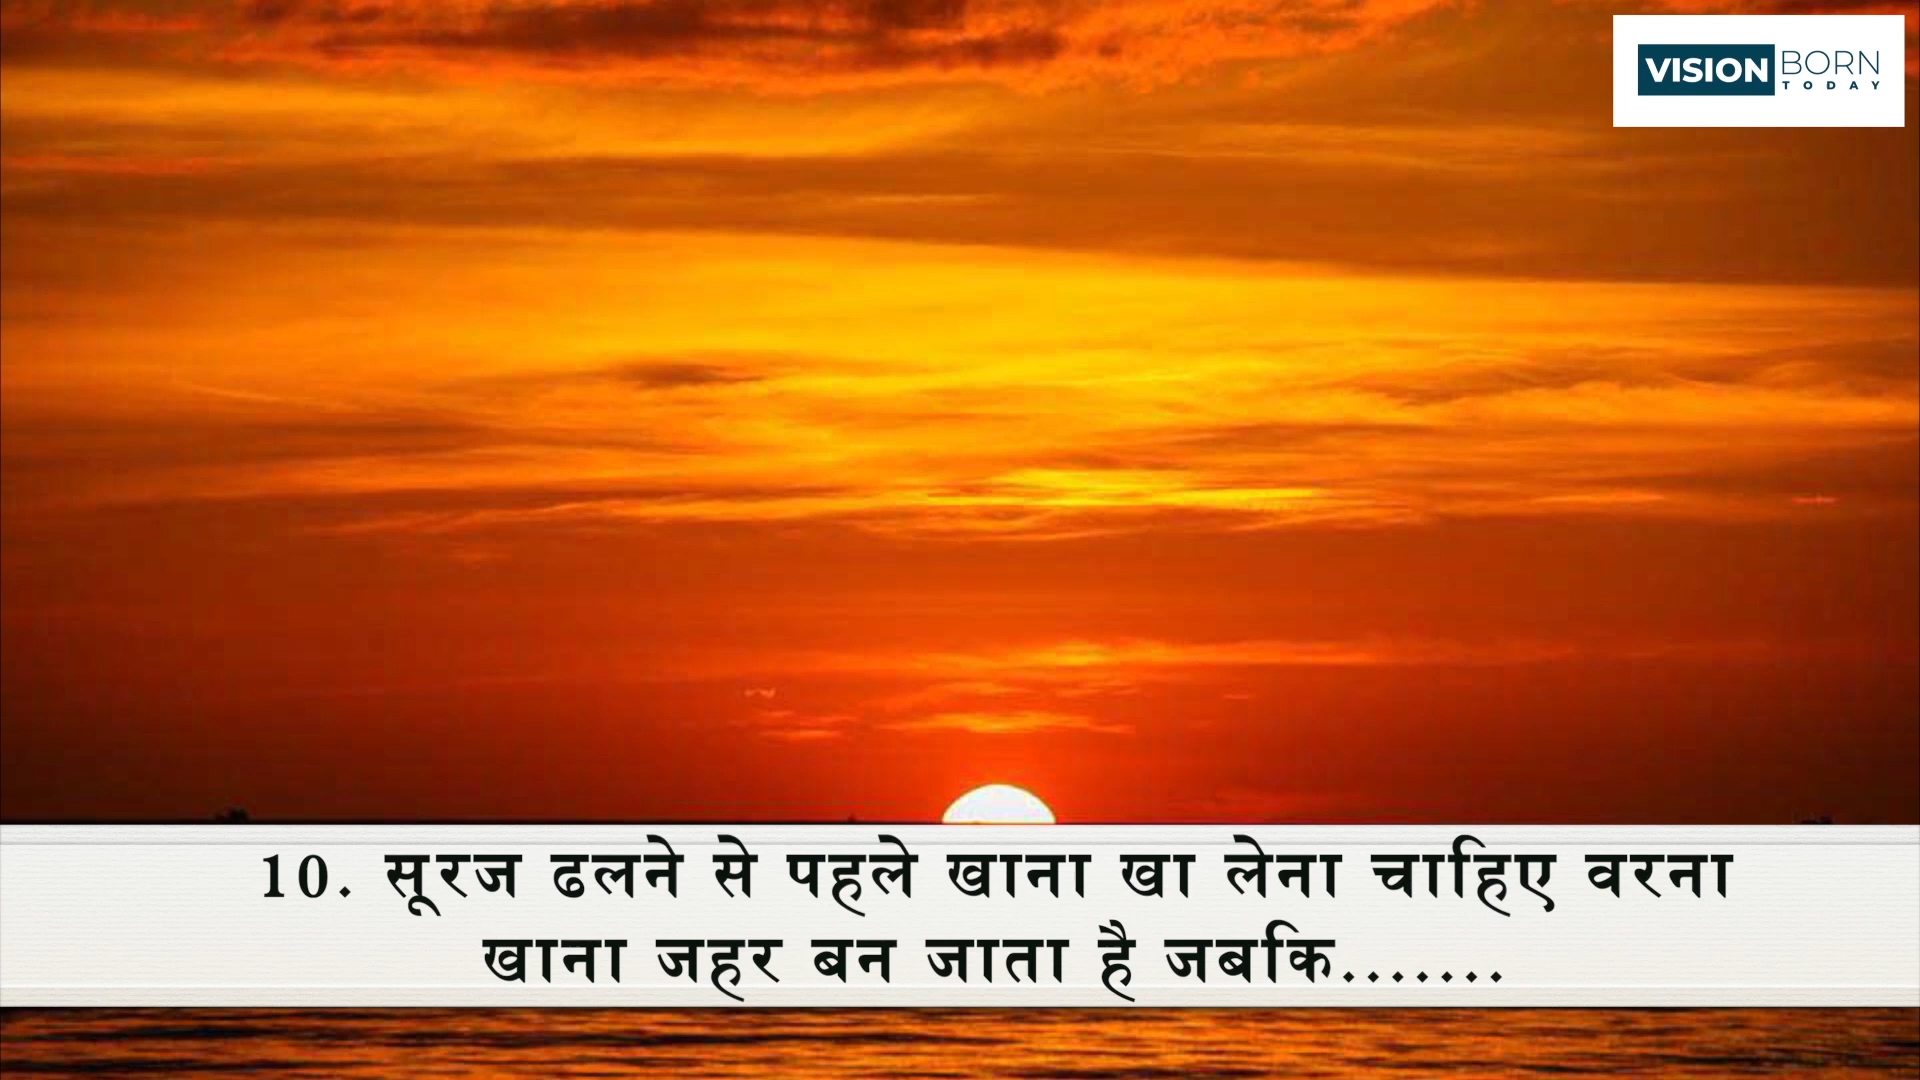 VISION BORN
TODAY
10. सूरज ढलने से पहले खाना खा लेना चाहिए वरना
खाना जहर बन जाता है जबकि.......